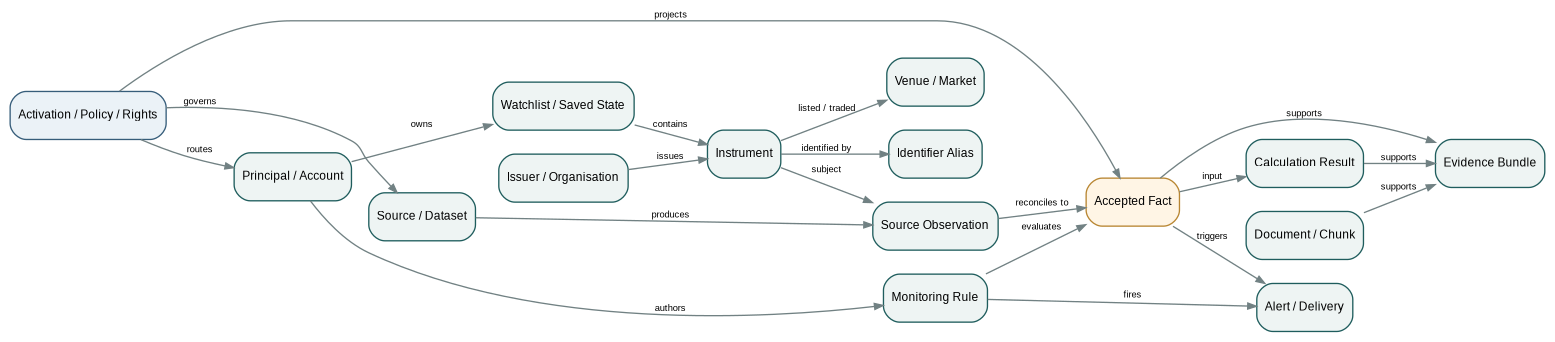 projects
Activation / Policy / Rights
governs
routes
Principal / Account
owns
Watchlist / Saved State
contains
Issuer / Organisation
issues
Instrument
listed / traded
Venue / Market
identified by
Identifier Alias
subject
Source / Dataset
produces
Source Observation
reconciles to
Accepted Fact
evaluates
authors
Monitoring Rule
fires
supports
input
Calculation Result
supports
Evidence Bundle
supports
Document / Chunk
triggers
Alert / Delivery